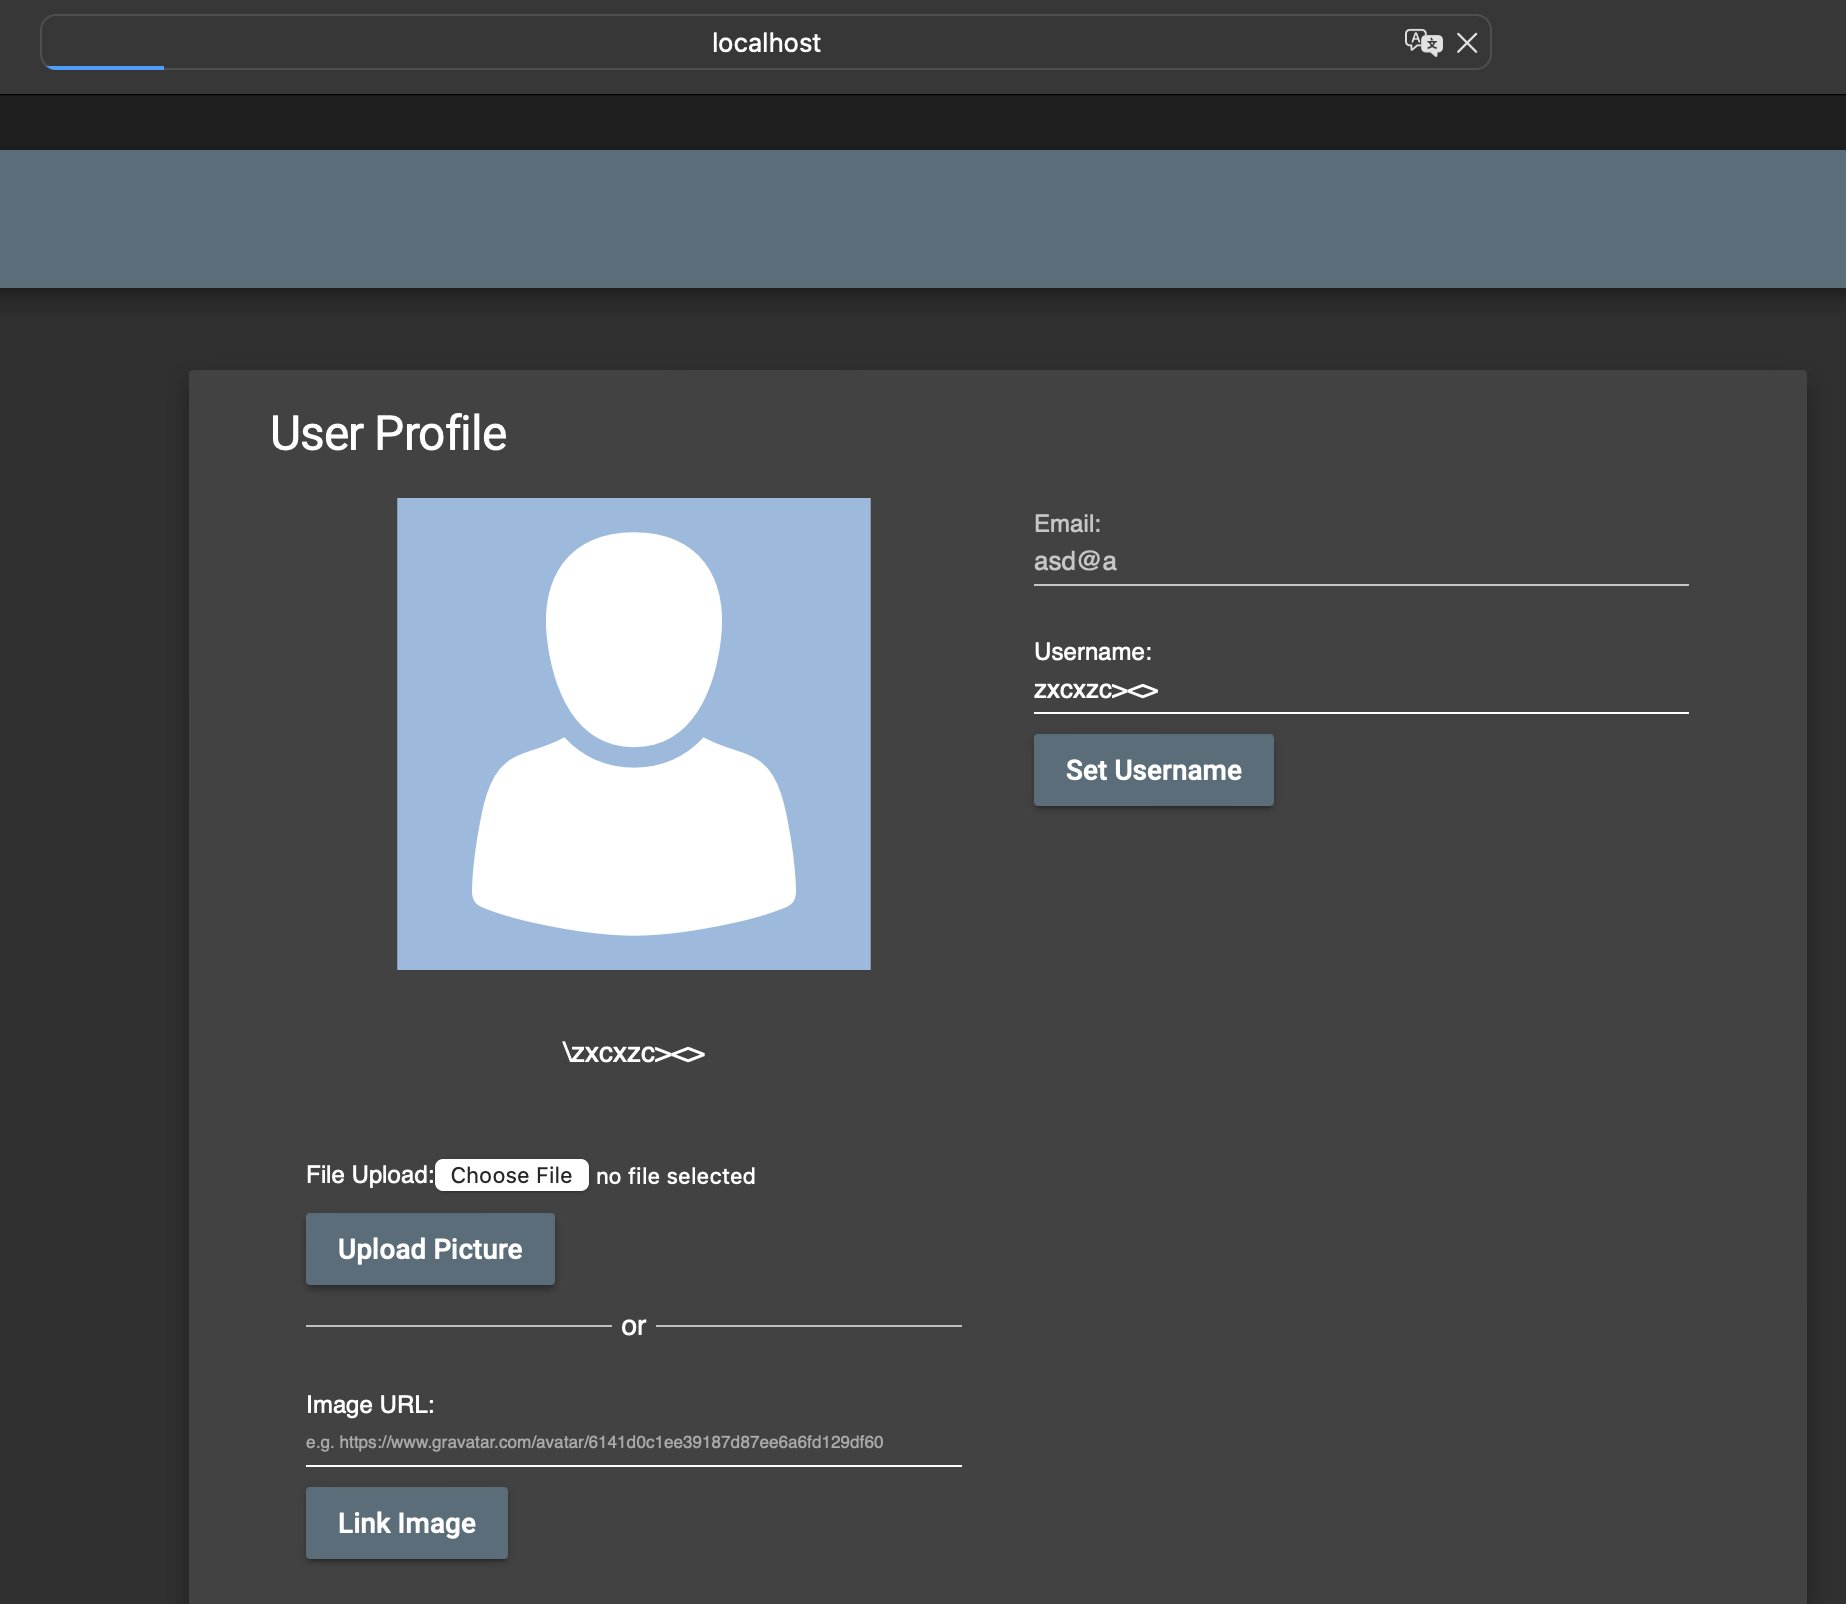 localhost
User Profile
Email:
asd@a
Username:
zxcxzc><>
Set Username
\zxcxzc><>
File Upload: Choose File no file selected
Upload Picture
or
Image URL:
e.g. https://www.gravatar.com/avatar/6141d0c1ee39187d87ee6a6fd129df60
Link Image